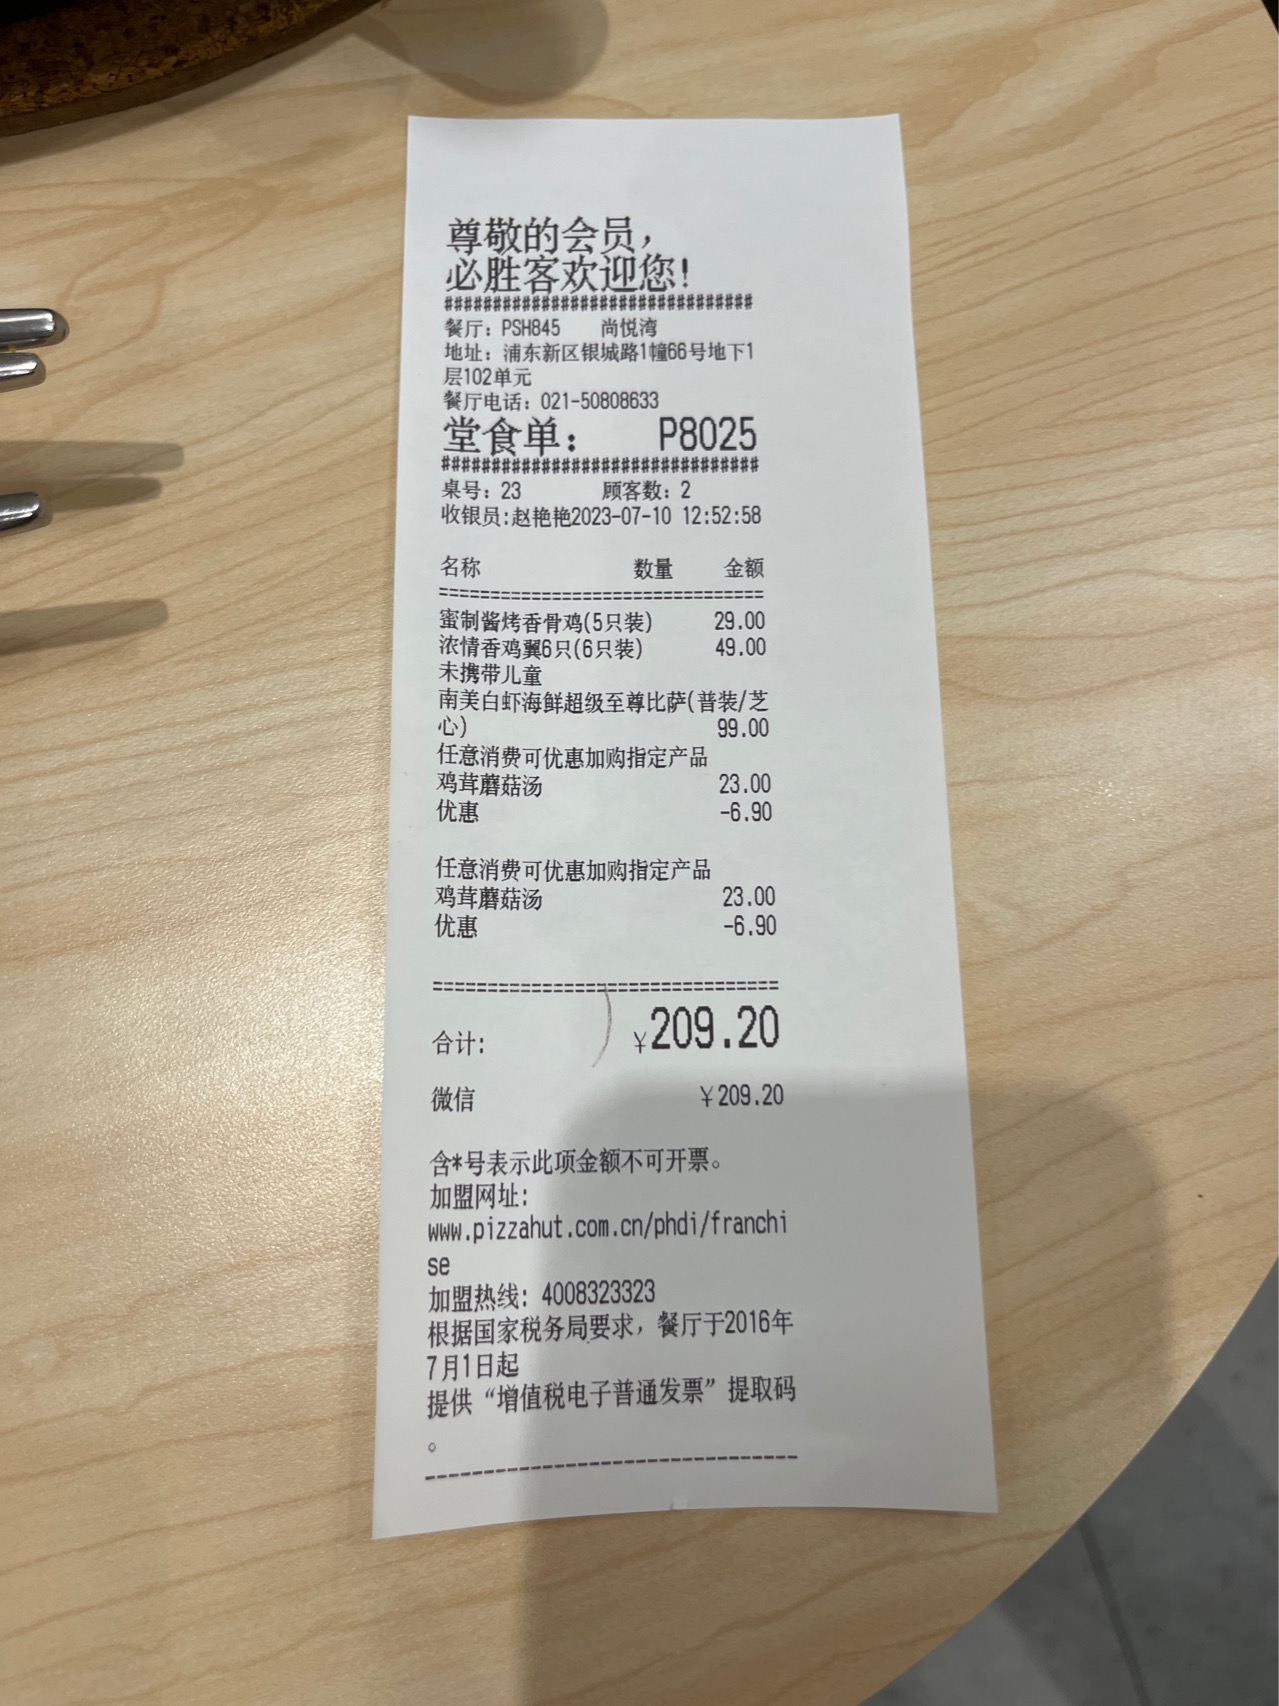 尊敬的会员，
必胜客欢迎您！
################################
餐厅：PSH845 尚悦湾
地址：浦东新区银城路1幢66号地下1
层102单元
餐厅电话：021-50808633
堂食单： P8025
################################
桌号：23 顾客数：2
收银员：赵艳艳2023-07-10 12:52:58
名称 数量 金额
================================
蜜制酱烤香骨鸡(5只装) 29.00
浓情香鸡翼6只(6只装) 49.00
未携带儿童
南美白虾海鲜超级至尊比萨(普装/芝
心) 99.00
任意消费可优惠加购指定产品
鸡茸蘑菇汤 23.00
优惠 -6.90
任意消费可优惠加购指定产品
鸡茸蘑菇汤 23.00
优惠 -6.90
================================
合计： ￥209.20
微信 ￥209.20
含*号表示此项金额不可开票。
加盟网址：
www.pizzahut.com.cn/phdi/franchi
se
加盟热线：4008323323
根据国家税务局要求，餐厅于2016年
7月1日起
提供“增值税电子普通发票”提取码
。
--------------------------------